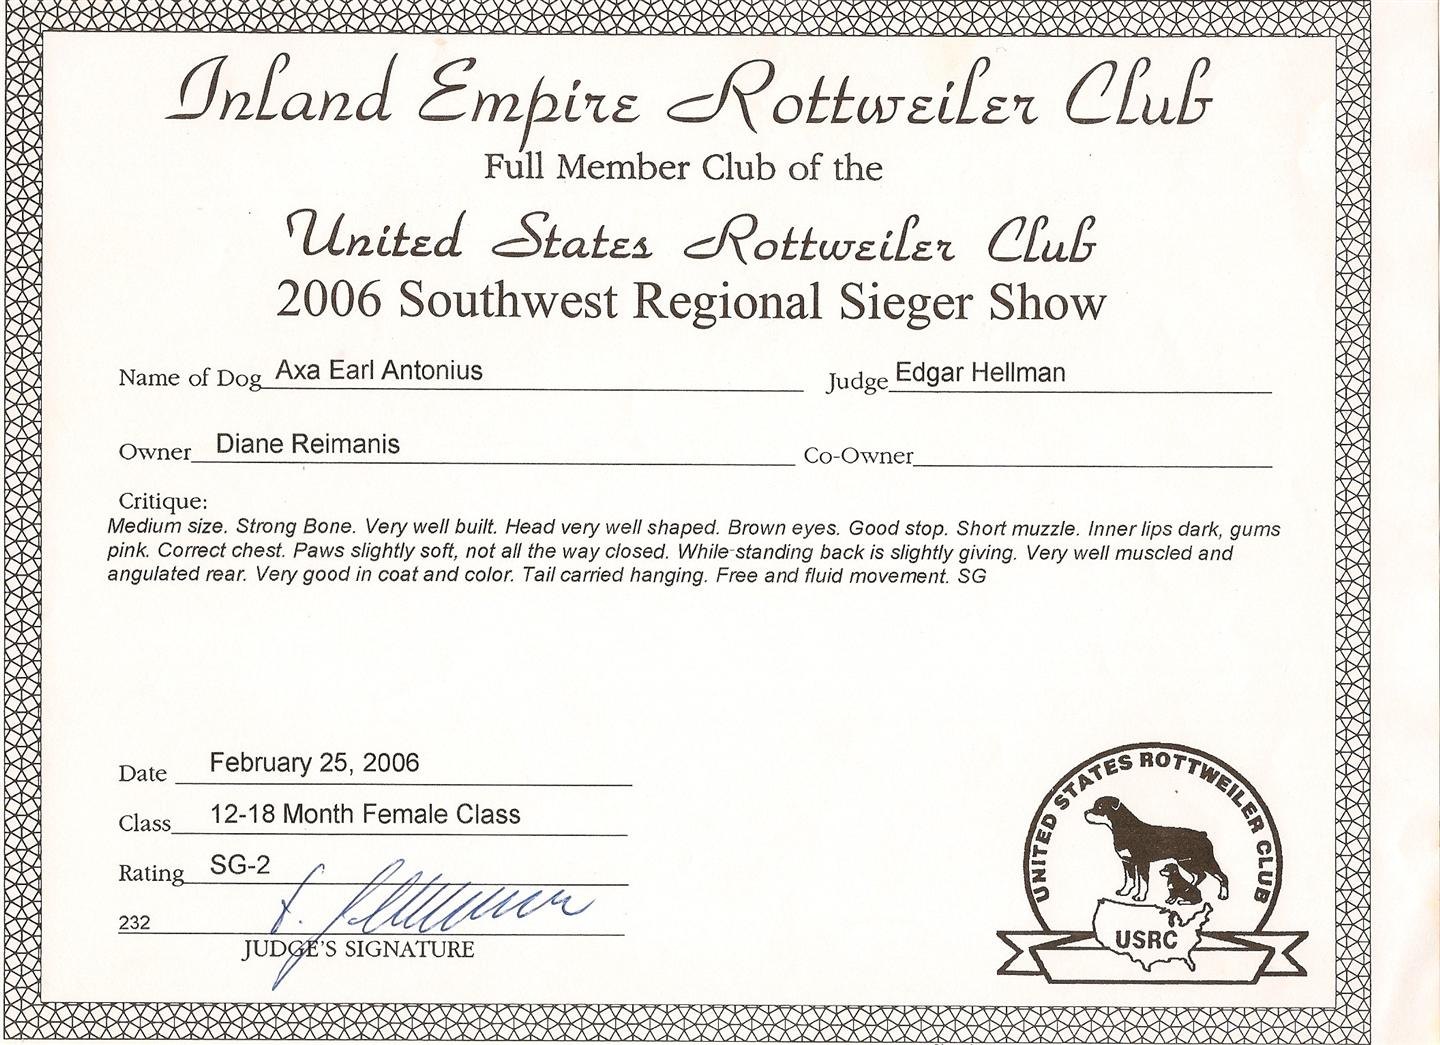 Inland Empire Rottweiler Club
Full Member Club of the
United States Rottweiler Club
2006 Southwest Regional Sieger Show
Name of Dog Axa Earl Antonius Judge Edgar Hellman
Owner Diane Reimanis Co-Owner
Critique:
Medium size. Strong Bone. Very well built. Head very well shaped. Brown eyes. Good stop. Short muzzle. Inner lips dark, gums
pink. Correct chest. Paws slightly soft, not all the way closed. While standing back is slightly giving. Very well muscled and
angulated rear. Very good in coat and color. Tail carried hanging. Free and fluid movement. SG
Date February 25, 2006
Class 12-18 Month Female Class
Rating SG-2
232
JUDGE'S SIGNATURE
UNITED STATES ROTTWEILER CLUB
USRC